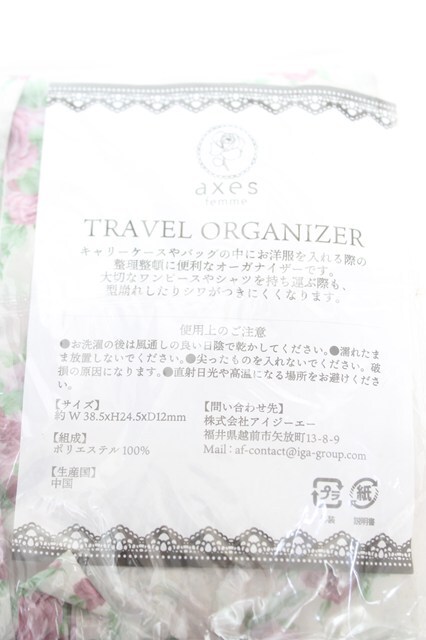 axes
femme
TRAVEL ORGANIZER
キャリーケースやバッグの中にお洋服を入れる際の
整理整頓に便利なオーガナイザーです。
大切なワンピースやシャツを持ち運ぶ際も、
型崩れしたりシワがつきにくくなります。
使用上のご注意
●お洗濯の後は風通しの良い日陰で乾かしてください。●濡れたま
ま放置しないでください。●尖ったものを入れないでください。破
損の原因になります。●直射日光や高温になる場所をお避けくださ
い。
【サイズ】
約 W 38.5xH24.5xD12mm
【組成】
ポリエステル 100%
【生産国】
中国
【問い合わせ先】
株式会社アイジーエー
福井県越前市矢放町13-8-9
Mail : af-contact@iga-group.com
プラ
紙
装
説明書